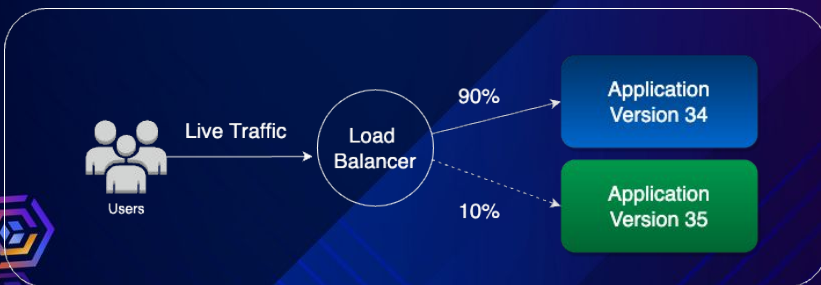 90%
Application
Version 34
Live Traffic
Load
Balancer
Users
10%
Application
Version 35